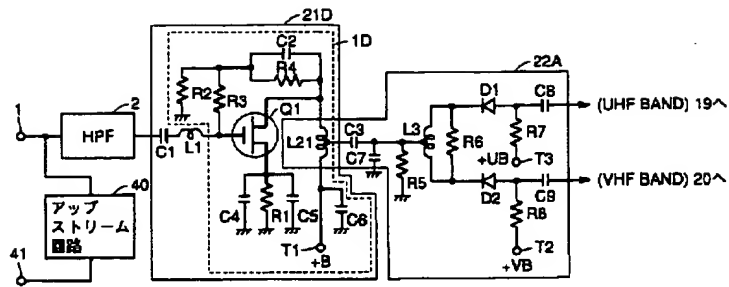 21D
1D
22A
C2
R4
R2
R3
Q1
D1
C8
(UHF BAND) 19へ
1
2
HPF
C1
L1
L21
C3
C7
L3
R5
R6
R7
+UB
T3
D2
C9
(VHF BAND) 20へ
R8
40
アップ
ストリーム
回路
C4
R1
C5
C6
41
T1
+B
T2
+VB